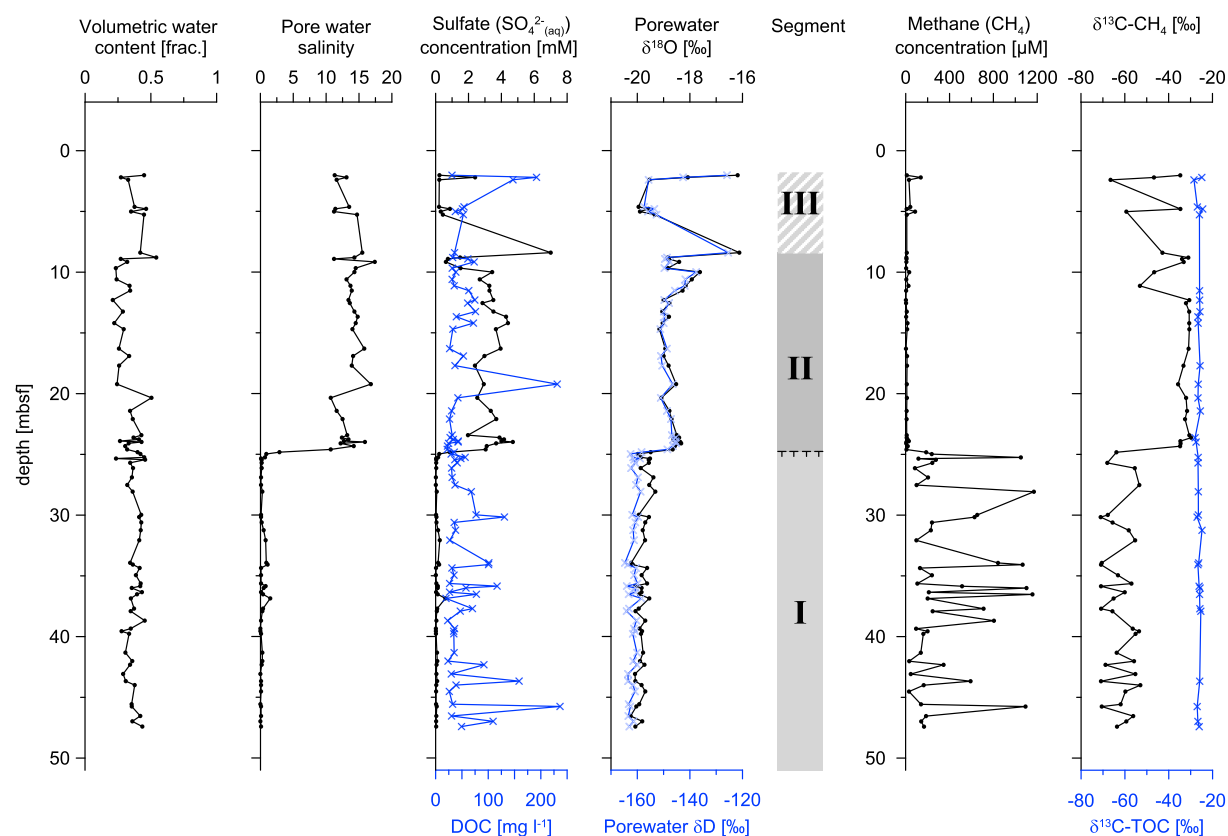 Volumetric water
content [frac.]
Pore water
salinity
Sulfate (SO₄²⁻₍aq₎)
concentration [mM]
Porewater
δ¹⁸O [‰]
Segment
Methane (CH₄)
concentration [µM]
δ¹³C-CH₄ [‰]
0 0.5 1
0 5 10 15 20
0 2 4 6 8
-20 -18 -16
0 400 800 1200
-80 -60 -40 -20
depth [mbsf]
0
10
20
30
40
50
III
II
I
0 100 200
DOC [mg l⁻¹]
-160 -140 -120
Porewater δD [‰]
-80 -60 -40 -20
δ¹³C-TOC [‰]